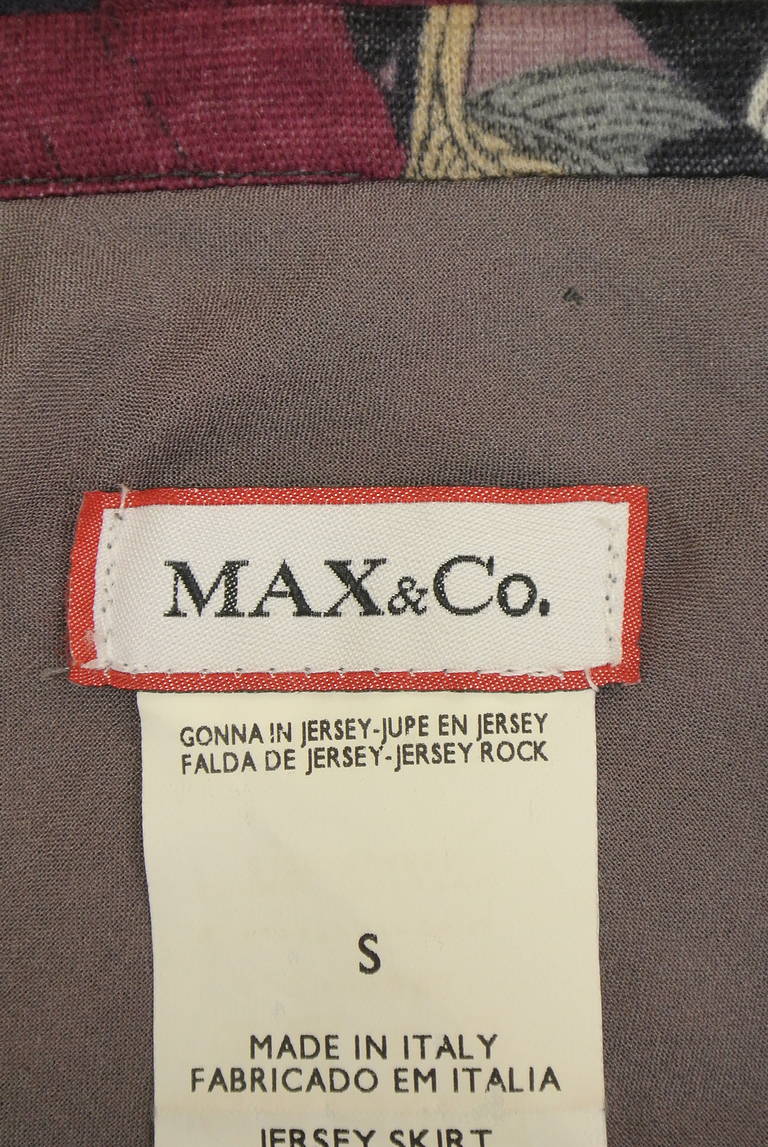 MAX&Co.
GONNA IN JERSEY-JUPE EN JERSEY
FALDA DE JERSEY-JERSEY ROCK
S
MADE IN ITALY
FABRICADO EM ITALIA
JERSEY SKIRT